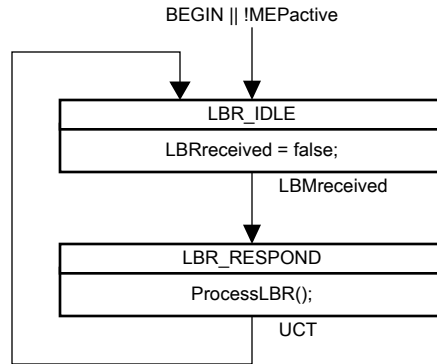 BEGIN || !MEPactive
LBR_IDLE
LBRreceived = false;
LBMreceived
LBR_RESPOND
ProcessLBR();
UCT